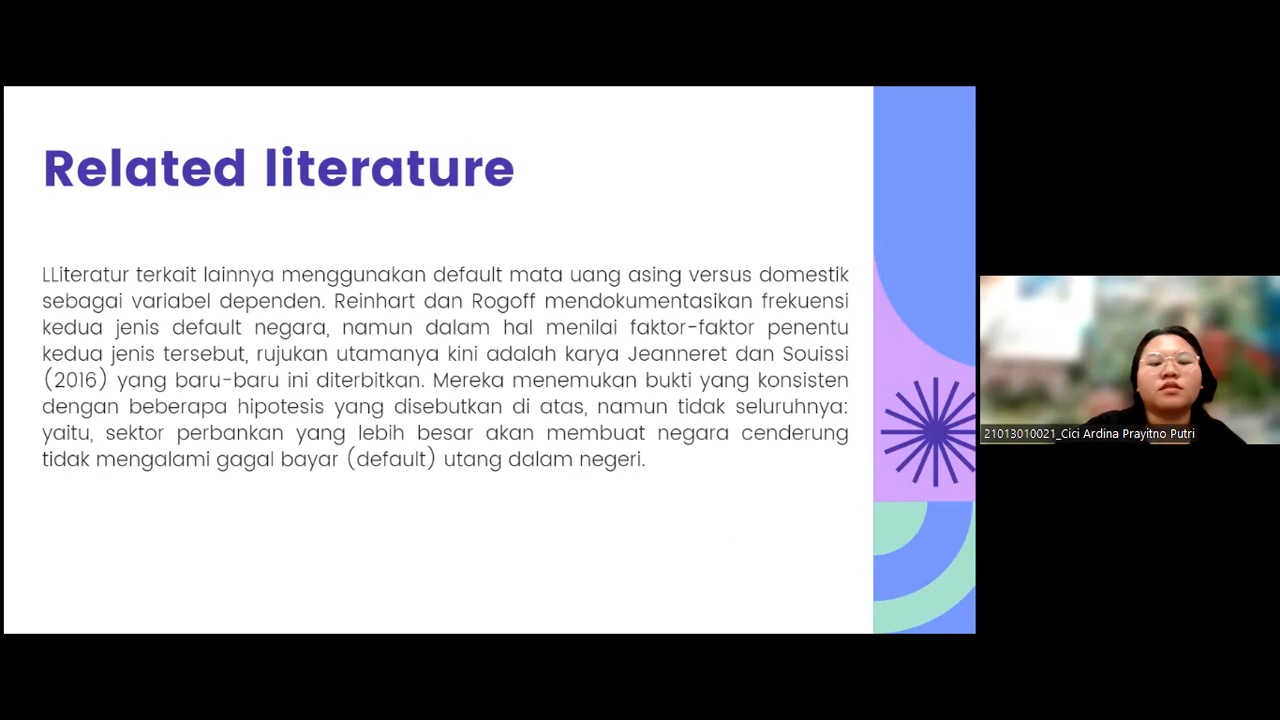 Related literature
LLiteratur terkait lainnya menggunakan default mata uang asing versus domestik
sebagai variabel dependen. Reinhart dan Rogoff mendokumentasikan frekuensi
kedua jenis default negara, namun dalam hal menilai faktor-faktor penentu
kedua jenis tersebut, rujukan utamanya kini adalah karya Jeanneret dan Souissi
(2016) yang baru-baru ini diterbitkan. Mereka menemukan bukti yang konsisten
dengan beberapa hipotesis yang disebutkan di atas, namun tidak seluruhnya:
yaitu, sektor perbankan yang lebih besar akan membuat negara cenderung
tidak mengalami gagal bayar (default) utang dalam negeri.
21013010021_Cici Ardina Prayitno Putri